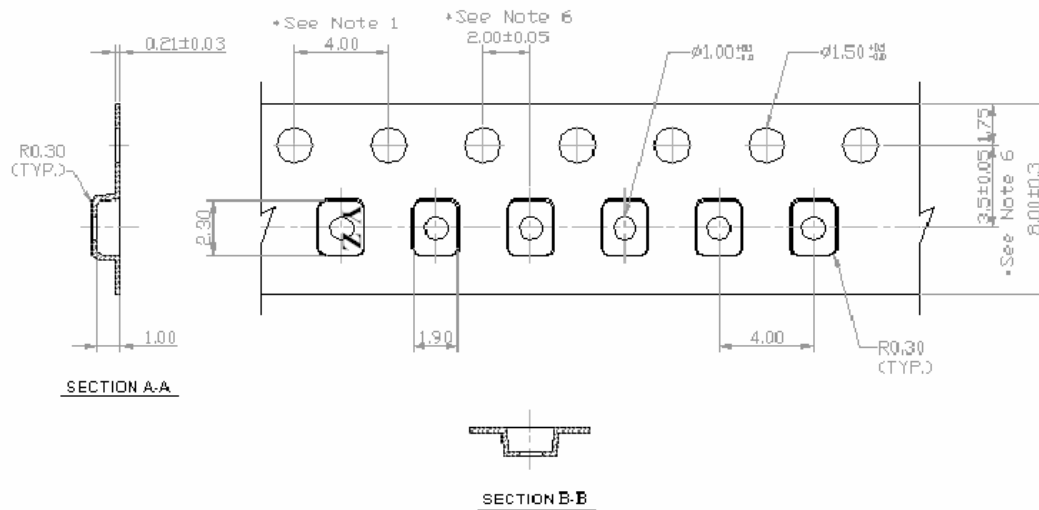 *See Note 1
*See Note 6
0.21±0.03
4.00
2.00±0.05
ø1.00
ø1.50
1.75
3.5±0.05
*See Note 6
8.00±0.3
R0.30
(TYP.)
2.30
YZ
1.00
1.90
4.00
R0.30
(TYP.)
SECTION A-A
SECTION B-B